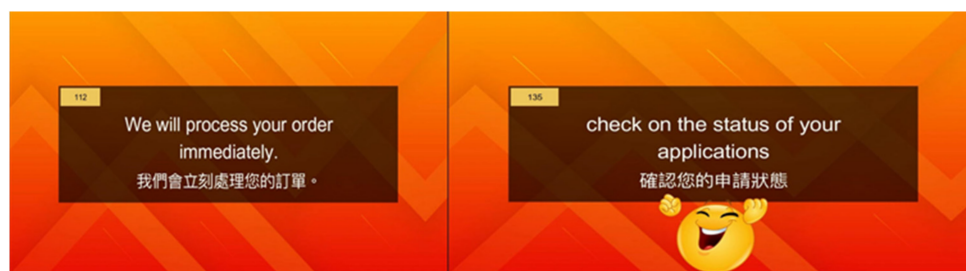 112
We will process your order
immediately.
我們會立刻處理您的訂單。
135
check on the status of your
applications
確認您的申請狀態